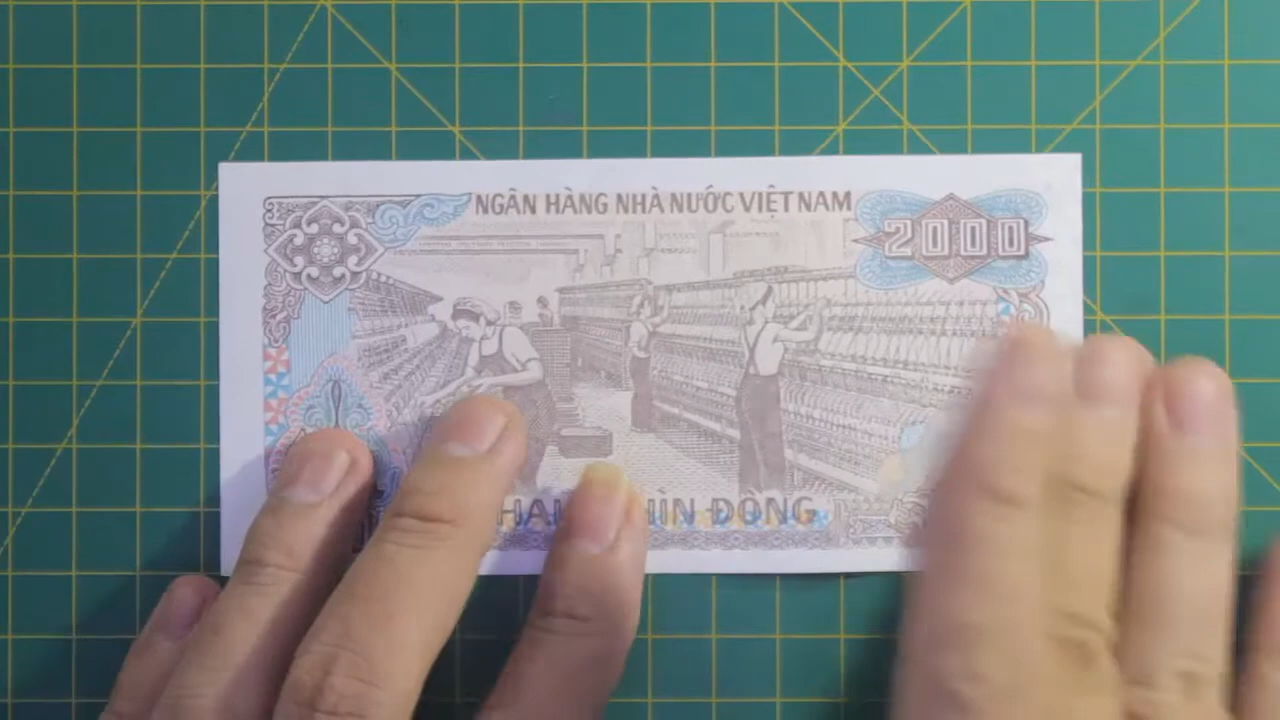 NGÂN HÀNG NHÀ NƯỚC VIỆT NAM
2000
HAI ĐỒNG